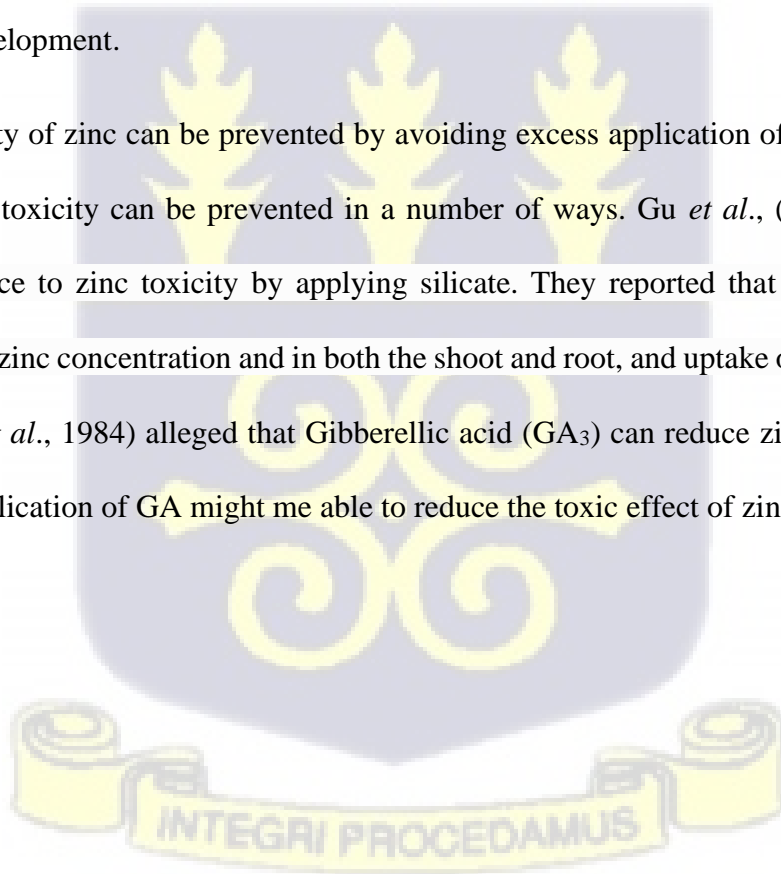 elopment.
ty of zinc can be prevented by avoiding excess application of
toxicity can be prevented in a number of ways. Gu et al., (
ce to zinc toxicity by applying silicate. They reported that
zinc concentration and in both the shoot and root, and uptake o
t al., 1984) alleged that Gibberellic acid (GA₃) can reduce zi
lication of GA might me able to reduce the toxic effect of zin
INTEGRI PROCEDAMUS